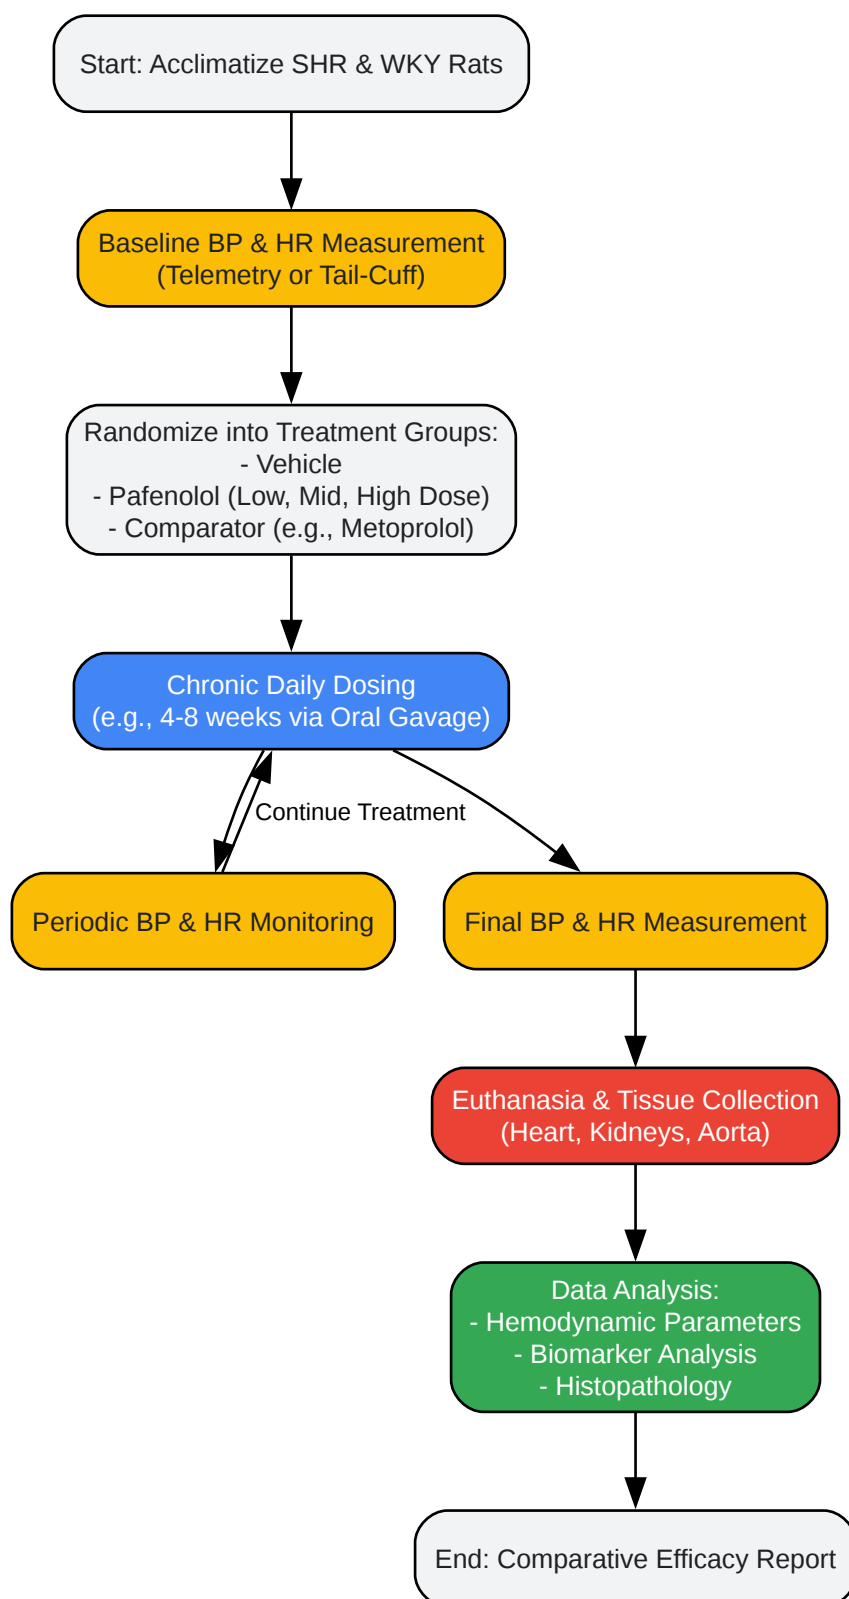 Start: Acclimatize SHR & WKY Rats
Baseline BP & HR Measurement
(Telemetry or Tail-Cuff)
Randomize into Treatment Groups:
- Vehicle
- Pafenolol (Low, Mid, High Dose)
- Comparator (e.g., Metoprolol)
Chronic Daily Dosing
(e.g., 4-8 weeks via Oral Gavage)
Continue Treatment
Periodic BP & HR Monitoring
Final BP & HR Measurement
Euthanasia & Tissue Collection
(Heart, Kidneys, Aorta)
Data Analysis:
- Hemodynamic Parameters
- Biomarker Analysis
- Histopathology
End: Comparative Efficacy Report